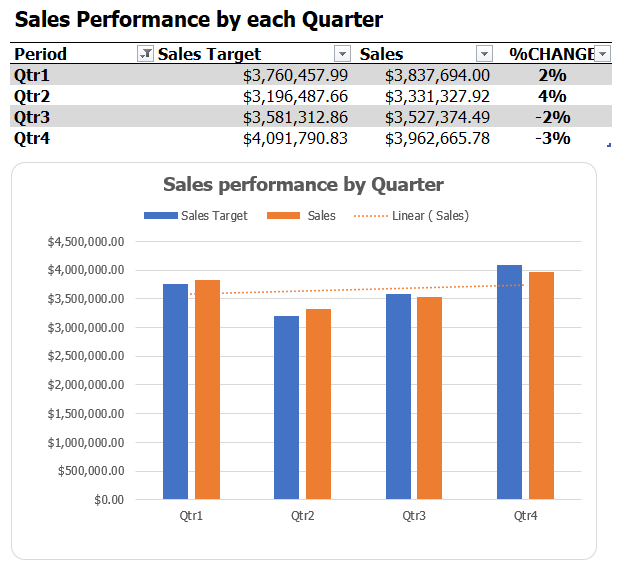 Sales Performance by each Quarter
Period Sales Target Sales %CHANGE
Qtr1 $3,760,457.99 $3,837,694.00 2%
Qtr2 $3,196,487.66 $3,331,327.92 4%
Qtr3 $3,581,312.86 $3,527,374.49 -2%
Qtr4 $4,091,790.83 $3,962,665.78 -3%
Sales performance by Quarter
Sales Target Sales Linear ( Sales)
$4,500,000.00
$4,000,000.00
$3,500,000.00
$3,000,000.00
$2,500,000.00
$2,000,000.00
$1,500,000.00
$1,000,000.00
$500,000.00
$0.00
Qtr1 Qtr2 Qtr3 Qtr4